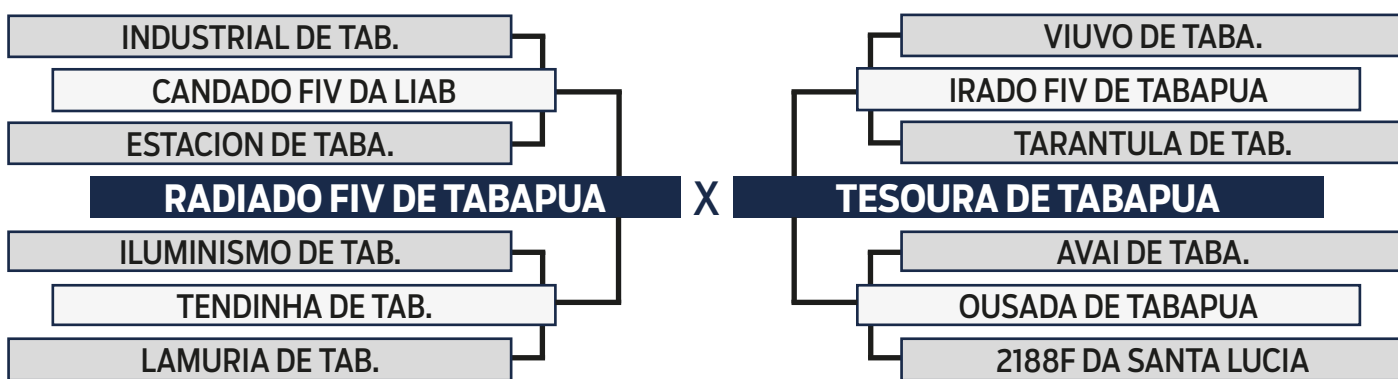 INDUSTRIAL DE TAB.
CANDADO FIV DA LIAB
ESTACION DE TABA.
RADIADO FIV DE TABAPUA
ILUMINISMO DE TAB.
TENDINHA DE TAB.
LAMURIA DE TAB.
X
VIUVO DE TABA.
IRADO FIV DE TABAPUA
TARANTULA DE TAB.
TESOURA DE TABAPUA
AVAI DE TABA.
OUSADA DE TABAPUA
2188F DA SANTA LUCIA